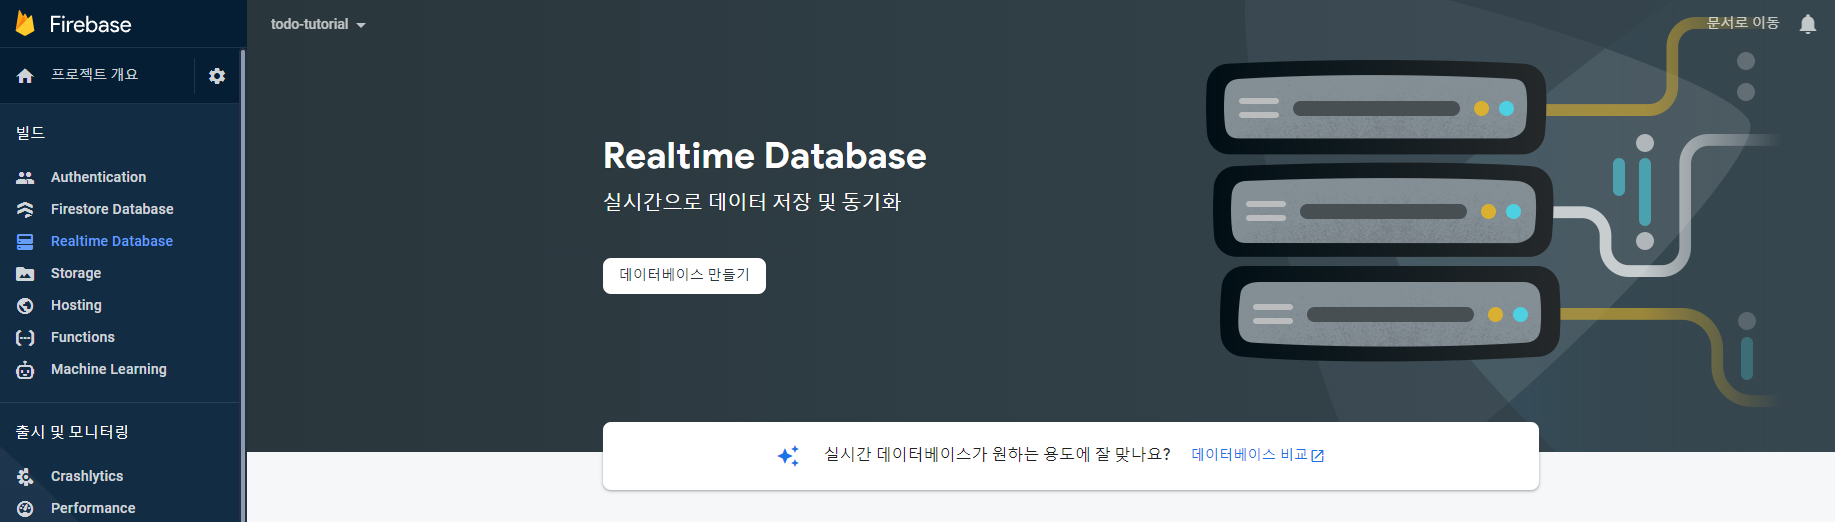 Firebase
todo-tutorial
문서로 이동
프로젝트 개요
빌드
Authentication
Firestore Database
Realtime Database
Storage
Hosting
Functions
Machine Learning
출시 및 모니터링
Crashlytics
Performance
Realtime Database
실시간으로 데이터 저장 및 동기화
데이터베이스 만들기
실시간 데이터베이스가 원하는 용도에 잘 맞나요? 데이터베이스 비교